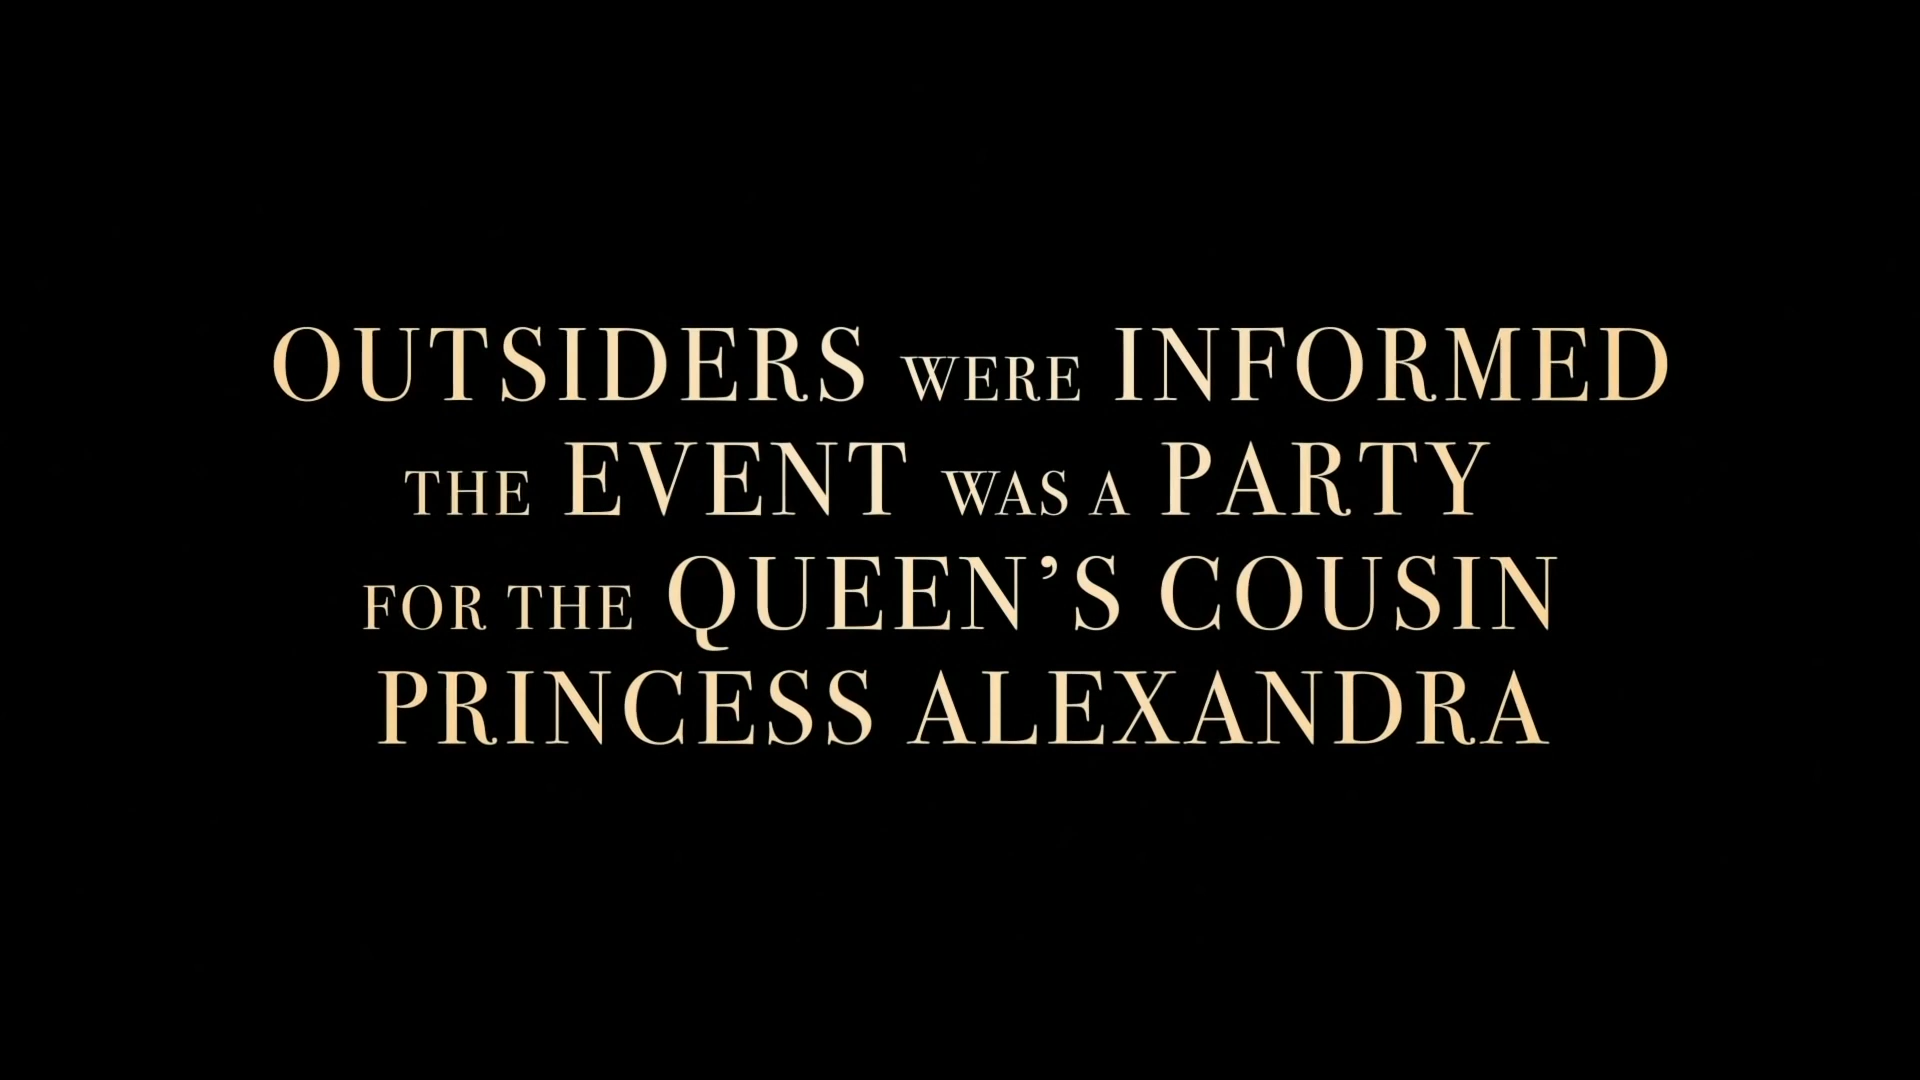 OUTSIDERS WERE INFORMED
THE EVENT WAS A PARTY
FOR THE QUEEN’S COUSIN
PRINCESS ALEXANDRA